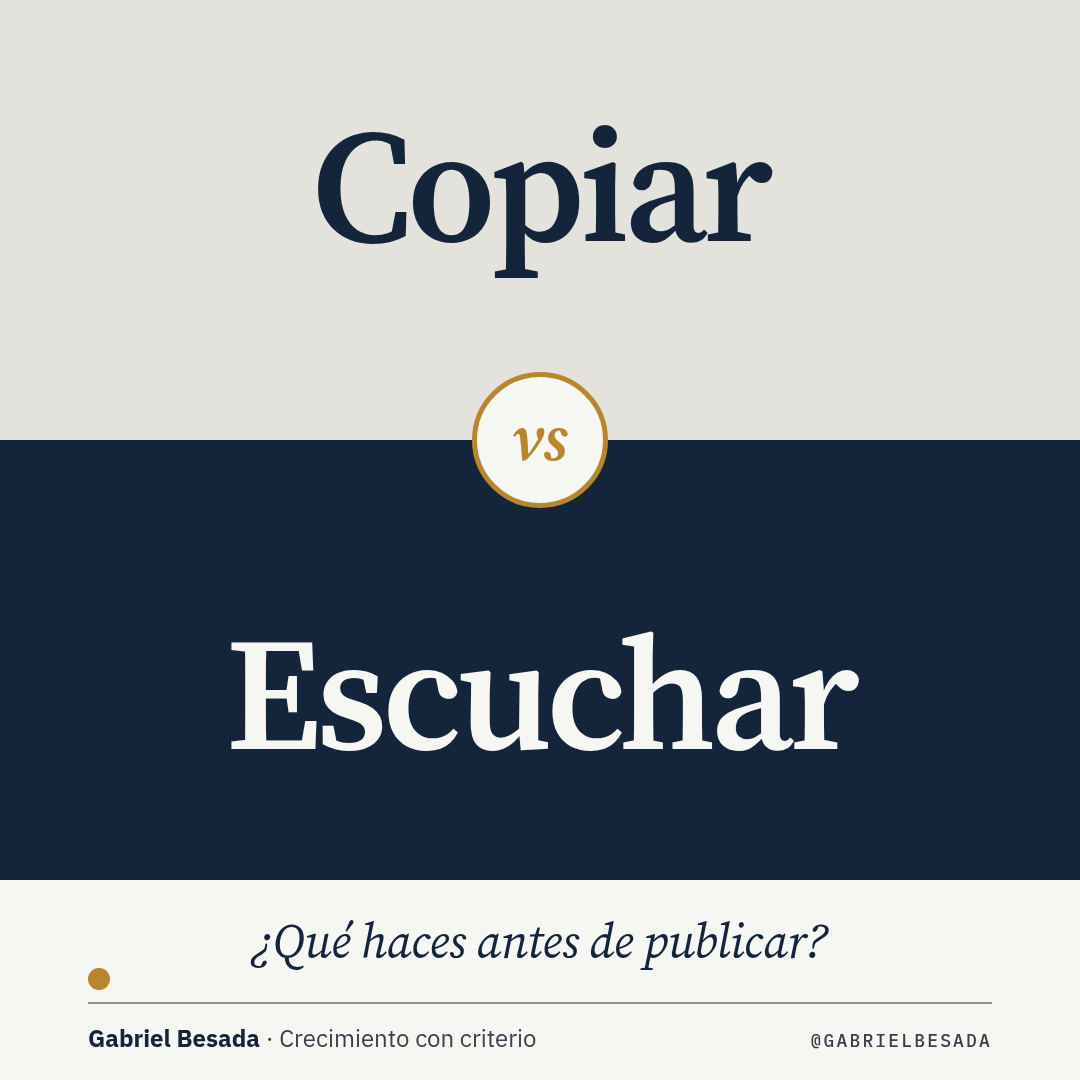 Copiar
vs
Escuchar
¿Qué haces antes de publicar?
Gabriel Besada · Crecimiento con criterio
@GABRIELBESADA